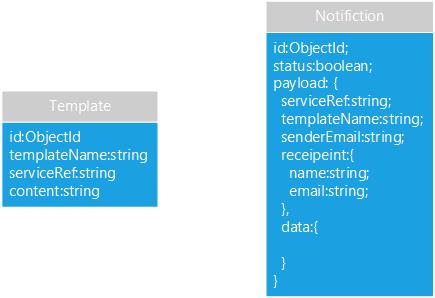 Template
id:ObjectId
templateName:string
serviceRef:string
content:string
Notifiction
id:ObjectId;
status:boolean;
payload: {
serviceRef:string;
templateName:string;
senderEmail:string;
receipeint:{
name:string;
email:string;
},
data:{
}
}